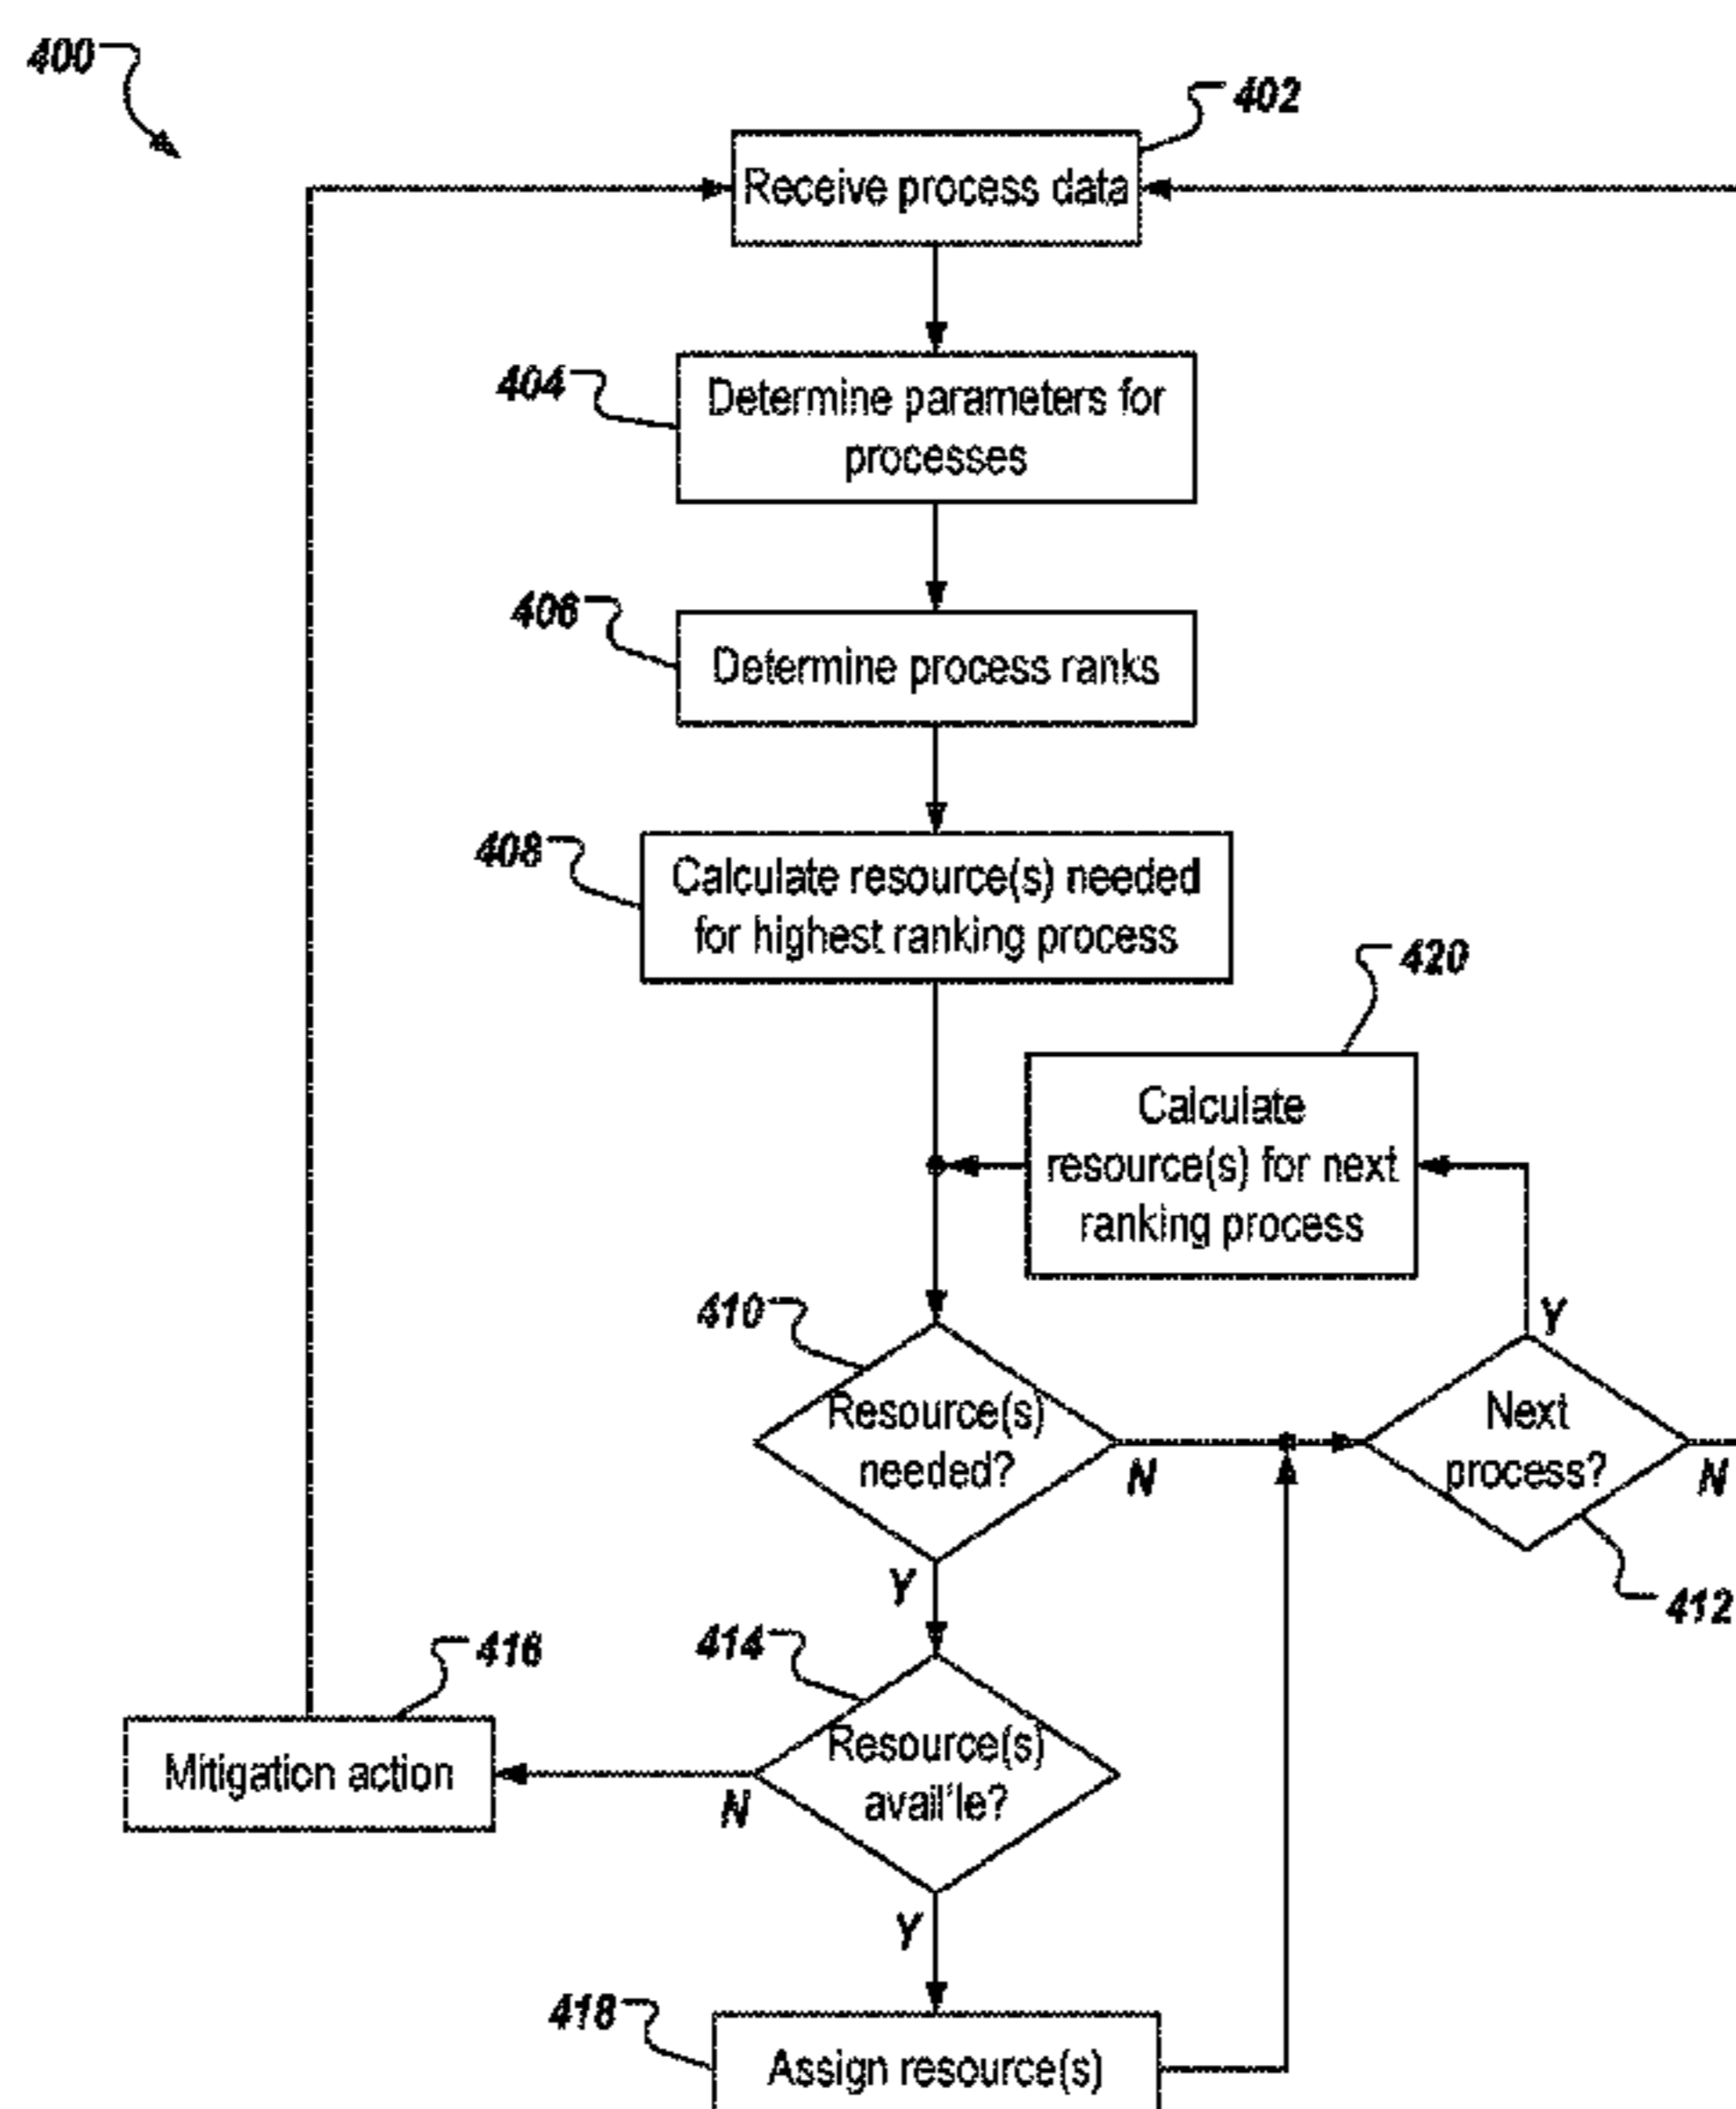 400
402
Receive process data
404
Determine parameters for
processes
406
Determine process ranks
408
Calculate resource(s) needed
for highest ranking process
420
Calculate
resource(s) for next
ranking process
410
Resource(s)
needed?
N
Y
Next
process?
Y
N
412
414
Resource(s)
avail'le?
N
Y
416
Mitigation action
418
Assign resource(s)